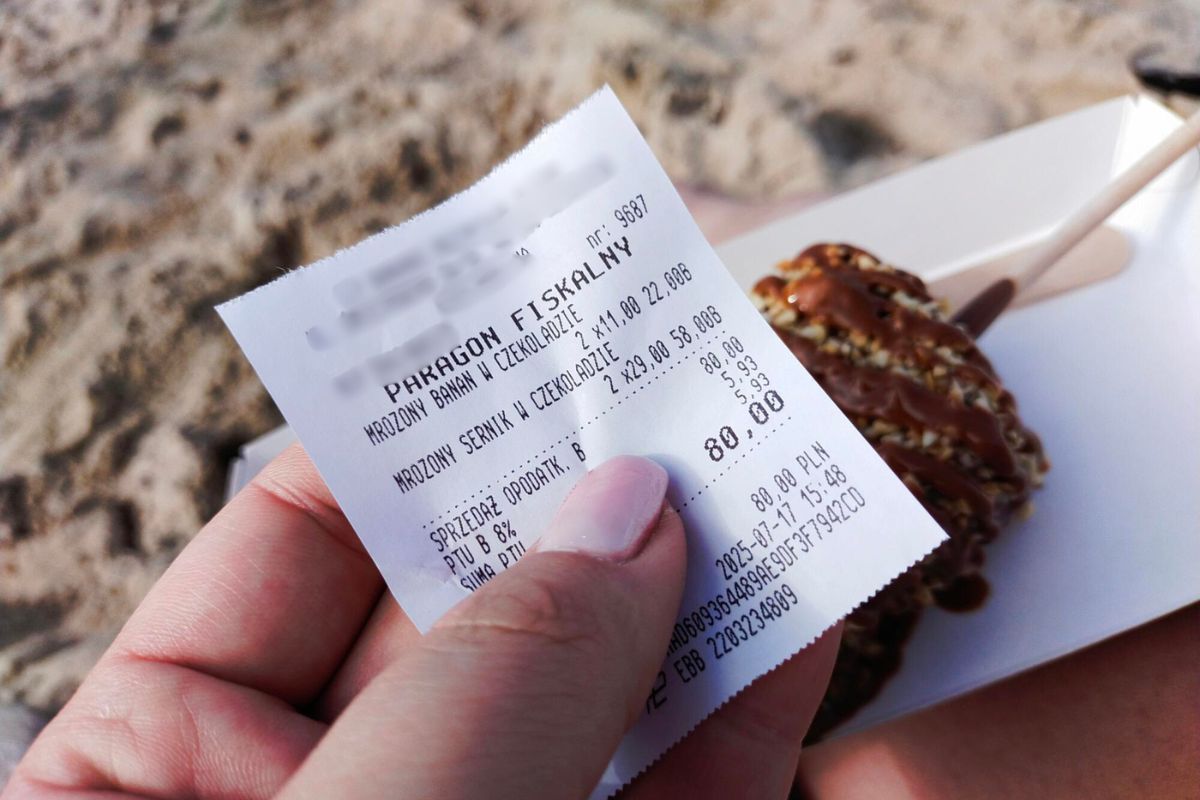 nr: 9687
PARAGON FISKALNY
MROZONY BANAN W CZEKOLADZIE
2 x11,00 22,00B
MROZONY SERNIK W CZEKOLADZIE
2 x29,00 58,00B
SPRZEDAŻ OPODATK. B 80,00
PTU B 8% 5,93
SUMA PTU 5,93
80,00
80,00 PLN
2025-07-17 15:48
EBB 2203234809